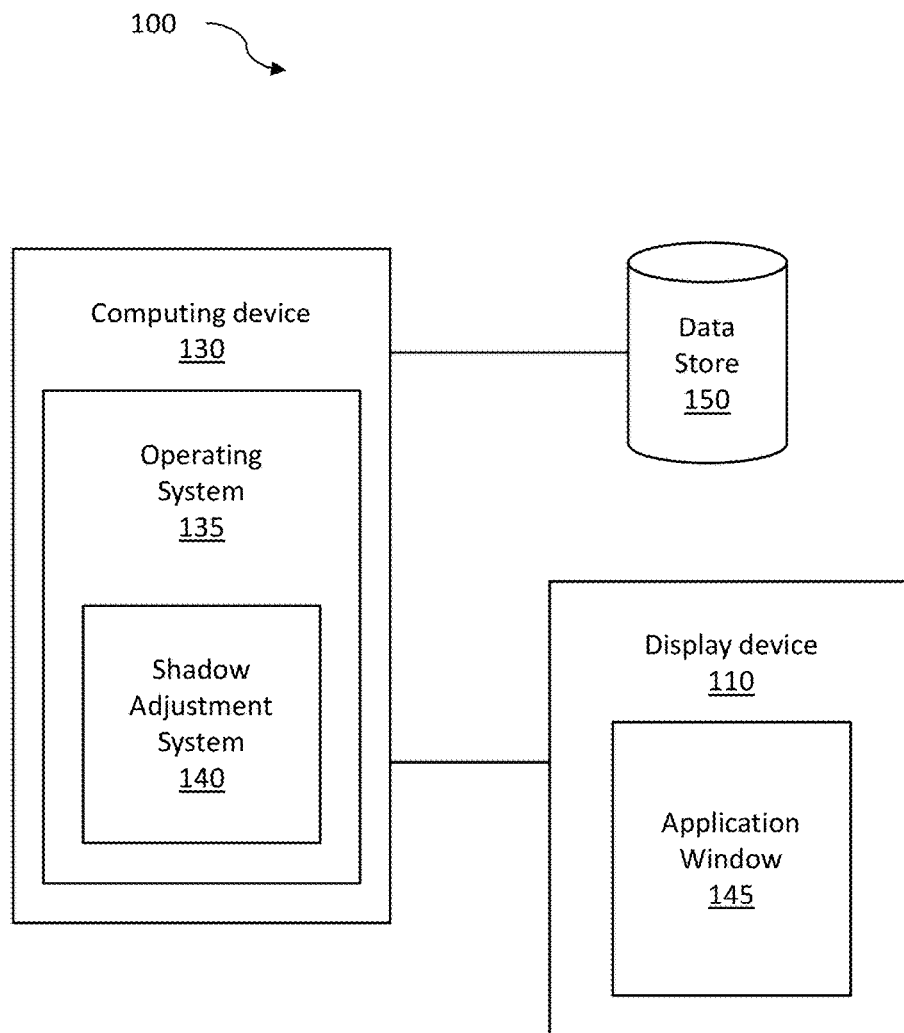 100
Computing device
130
Operating
System
135
Shadow
Adjustment
System
140
Data
Store
150
Display device
110
Application
Window
145